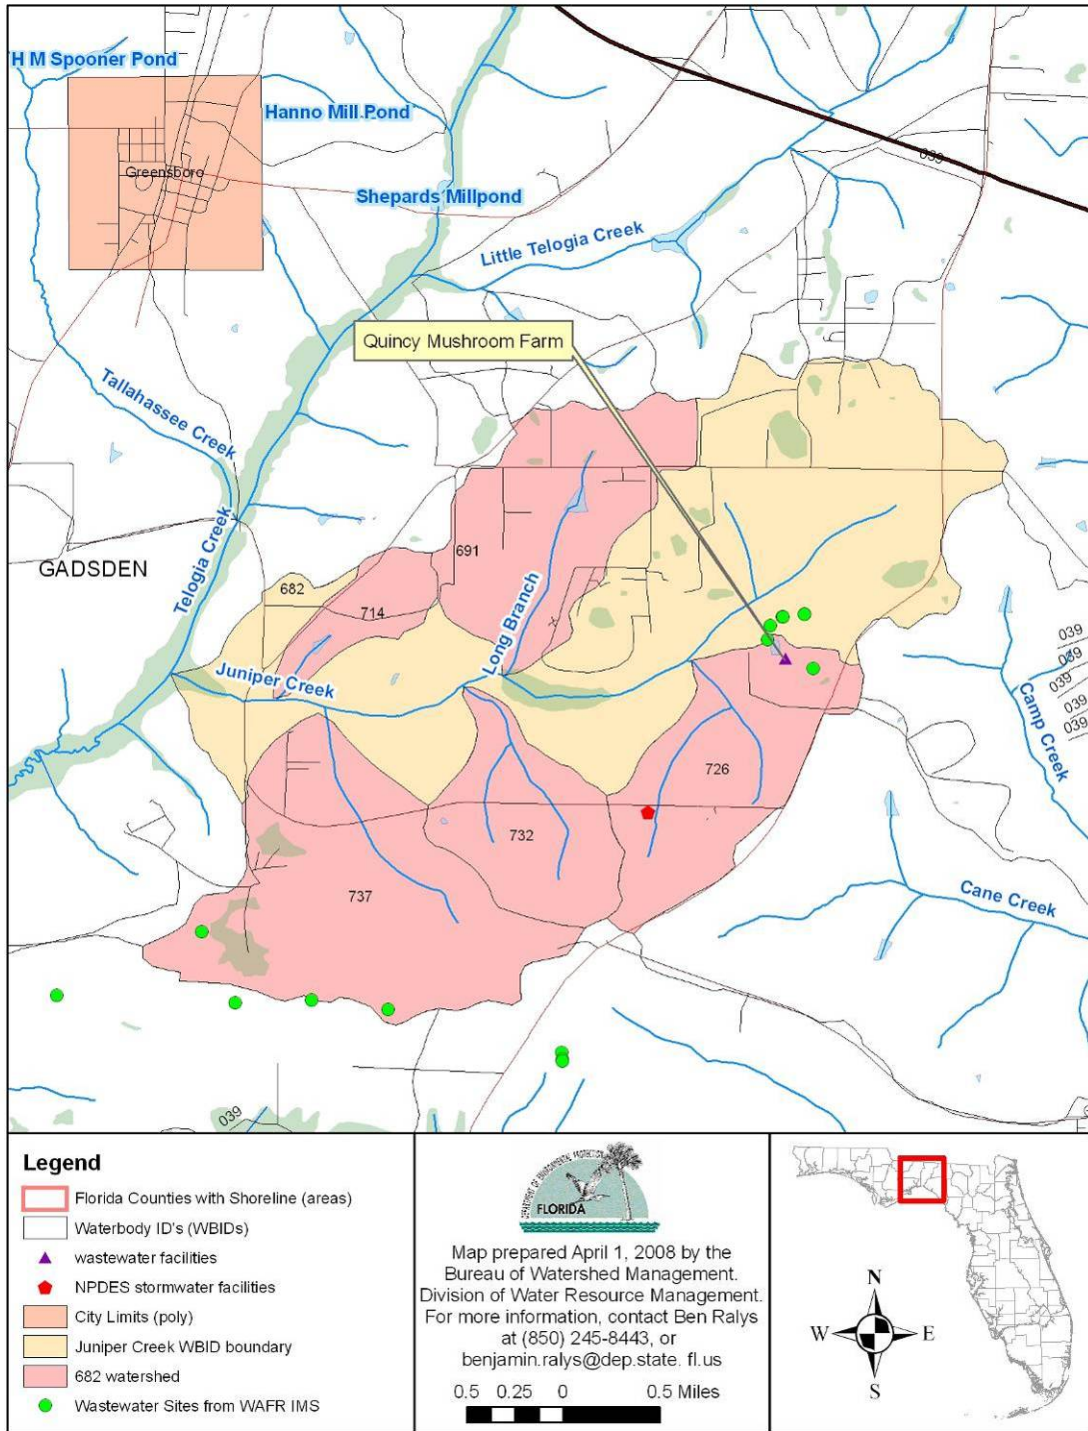 H M Spooner Pond
Hanno Mill Pond
Greensboro
Shepards Millpond
039
Little Telogia Creek
Quincy Mushroom Farm
Tallahassee Creek
Telogia Creek
GADSDEN
691
682
714
Long Branch
Juniper Creek
039
039
039
039
039
Camp Creek
726
732
737
Cane Creek
039
Legend
Florida Counties with Shoreline (areas)
Waterbody ID's (WBIDs)
wastewater facilities
NPDES stormwater facilities
City Limits (poly)
Juniper Creek WBID boundary
682 watershed
Wastewater Sites from WAFR IMS
DEPARTMENT OF ENVIRONMENTAL PROTECTION
FLORIDA
Map prepared April 1, 2008 by the
Bureau of Watershed Management.
Division of Water Resource Management.
For more information, contact Ben Ralys
at (850) 245-8443, or
benjamin.ralys@dep.state. fl.us
0.5 0.25 0 0.5 Miles
N
W E
S